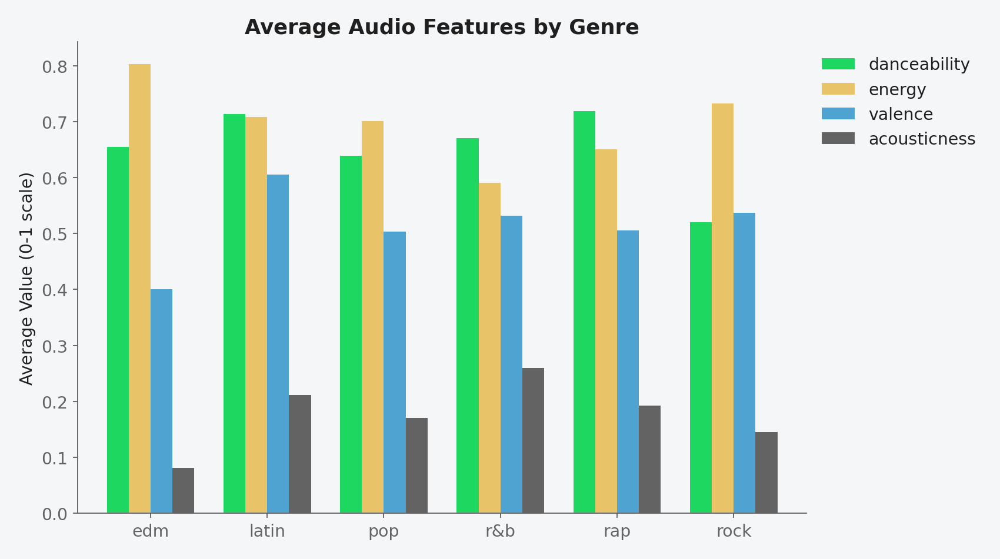 Average Audio Features by Genre
danceability
energy
valence
acousticness
Average Value (0-1 scale)
0.8
0.7
0.6
0.5
0.4
0.3
0.2
0.1
0.0
edm latin pop r&b rap rock